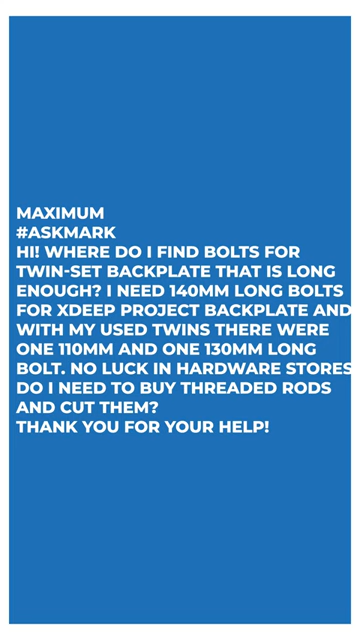 MAXIMUM
#ASKMARK
HI! WHERE DO I FIND BOLTS FOR
TWIN-SET BACKPLATE THAT IS LONG
ENOUGH? I NEED 140MM LONG BOLTS
FOR XDEEP PROJECT BACKPLATE AND
WITH MY USED TWINS THERE WERE
ONE 110MM AND ONE 130MM LONG
BOLT. NO LUCK IN HARDWARE STORES
DO I NEED TO BUY THREADED RODS
AND CUT THEM?
THANK YOU FOR YOUR HELP!